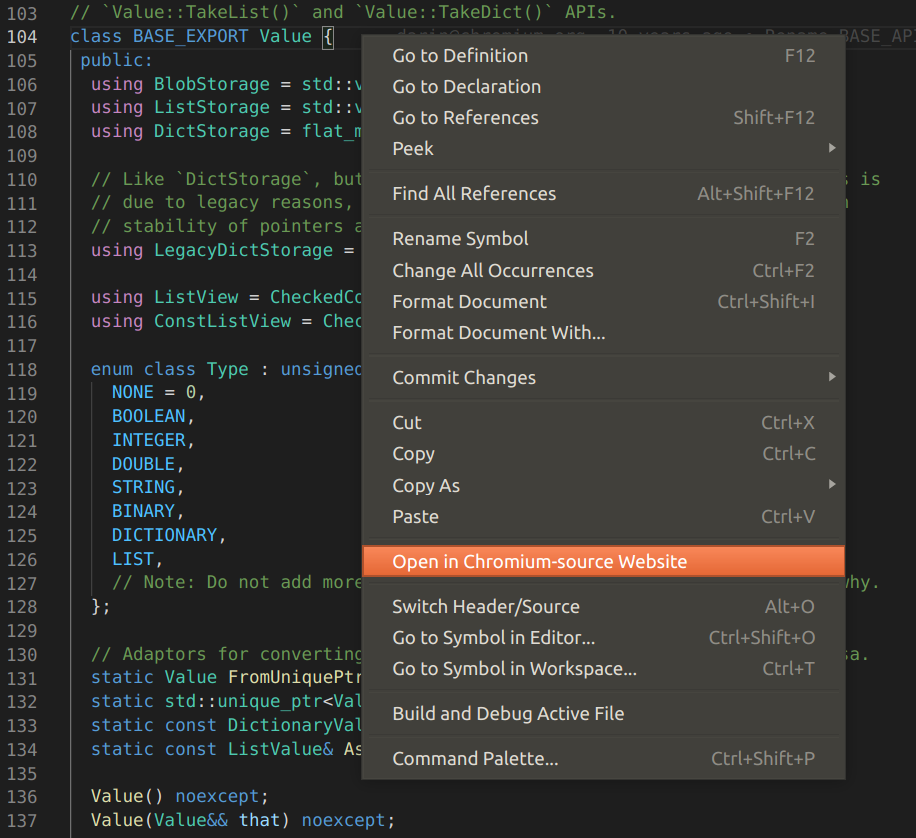 103 // `Value::TakeList()` and `Value::TakeDict()` APIs.
104 class BASE_EXPORT Value { darin@chromium.org, 10 years ago • Rename BASE_AP
105 public:
106 using BlobStorage = std::v
107 using ListStorage = std::v
108 using DictStorage = flat_m
109
110 // Like `DictStorage`, but s is
111 // due to legacy reasons,
112 // stability of pointers a
113 using LegacyDictStorage =
114
115 using ListView = CheckedCo
116 using ConstListView = Chec
117
118 enum class Type : unsigned
119 NONE = 0,
120 BOOLEAN,
121 INTEGER,
122 DOUBLE,
123 STRING,
124 BINARY,
125 DICTIONARY,
126 LIST,
127 // Note: Do not add more hy.
128 };
129
130 // Adaptors for converting sa.
131 static Value FromUniquePtr
132 static std::unique_ptr<Val
133 static const DictionaryVal
134 static const ListValue& As
135
136 Value() noexcept;
137 Value(Value&& that) noexcept;
Go to Definition F12
Go to Declaration
Go to References Shift+F12
Peek
Find All References Alt+Shift+F12
Rename Symbol F2
Change All Occurrences Ctrl+F2
Format Document Ctrl+Shift+I
Format Document With...
Commit Changes
Cut Ctrl+X
Copy Ctrl+C
Copy As
Paste Ctrl+V
Open in Chromium-source Website
Switch Header/Source Alt+O
Go to Symbol in Editor... Ctrl+Shift+O
Go to Symbol in Workspace... Ctrl+T
Build and Debug Active File
Command Palette... Ctrl+Shift+P